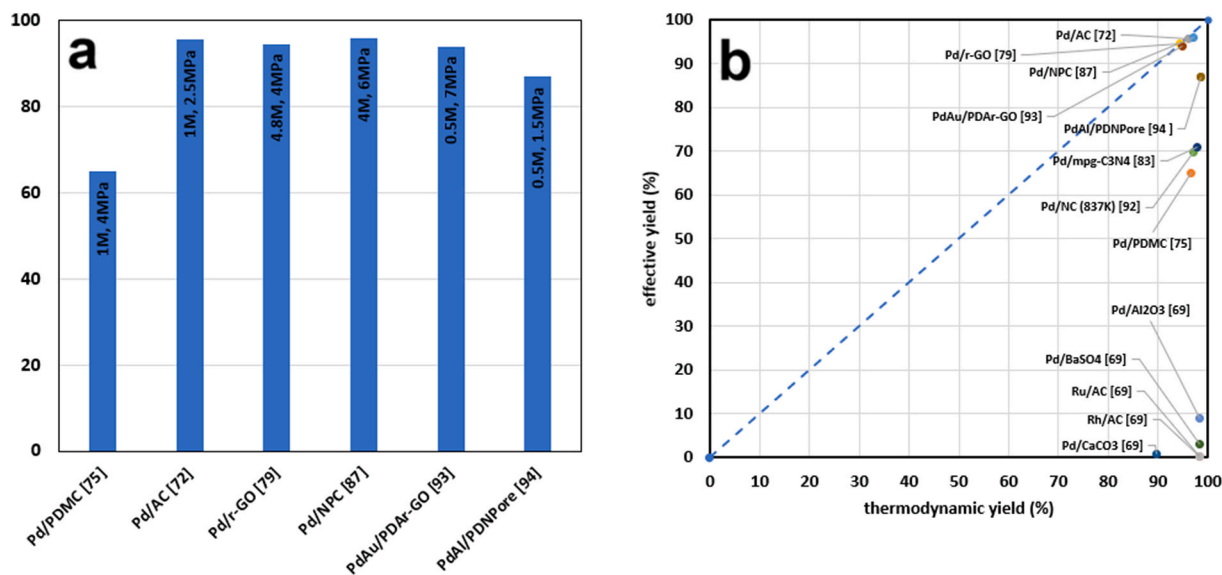 a
100
80
60
40
20
0
1M, 4MPa
1M, 2.5MPa
4.8M, 4MPa
4M, 6MPa
0.5M, 7MPa
0.5M, 1.5MPa
Pd/PDMC [75]
Pd/AC [72]
Pd/r-GO [79]
Pd/NPC [87]
PdAu/PDAr-GO [93]
PdAl/PDNPore [94]
b
effective yield (%)
100
90
80
70
60
50
40
30
20
10
0
Pd/AC [72]
Pd/r-GO [79]
Pd/NPC [87]
PdAu/PDAr-GO [93]
PdAl/PDNPore [94 ]
Pd/mpg-C3N4 [83]
Pd/NC (837K) [92]
Pd/PDMC [75]
Pd/Al2O3 [69]
Pd/BaSO4 [69]
Ru/AC [69]
Rh/AC [69]
Pd/CaCO3 [69]
0 10 20 30 40 50 60 70 80 90 100
thermodynamic yield (%)